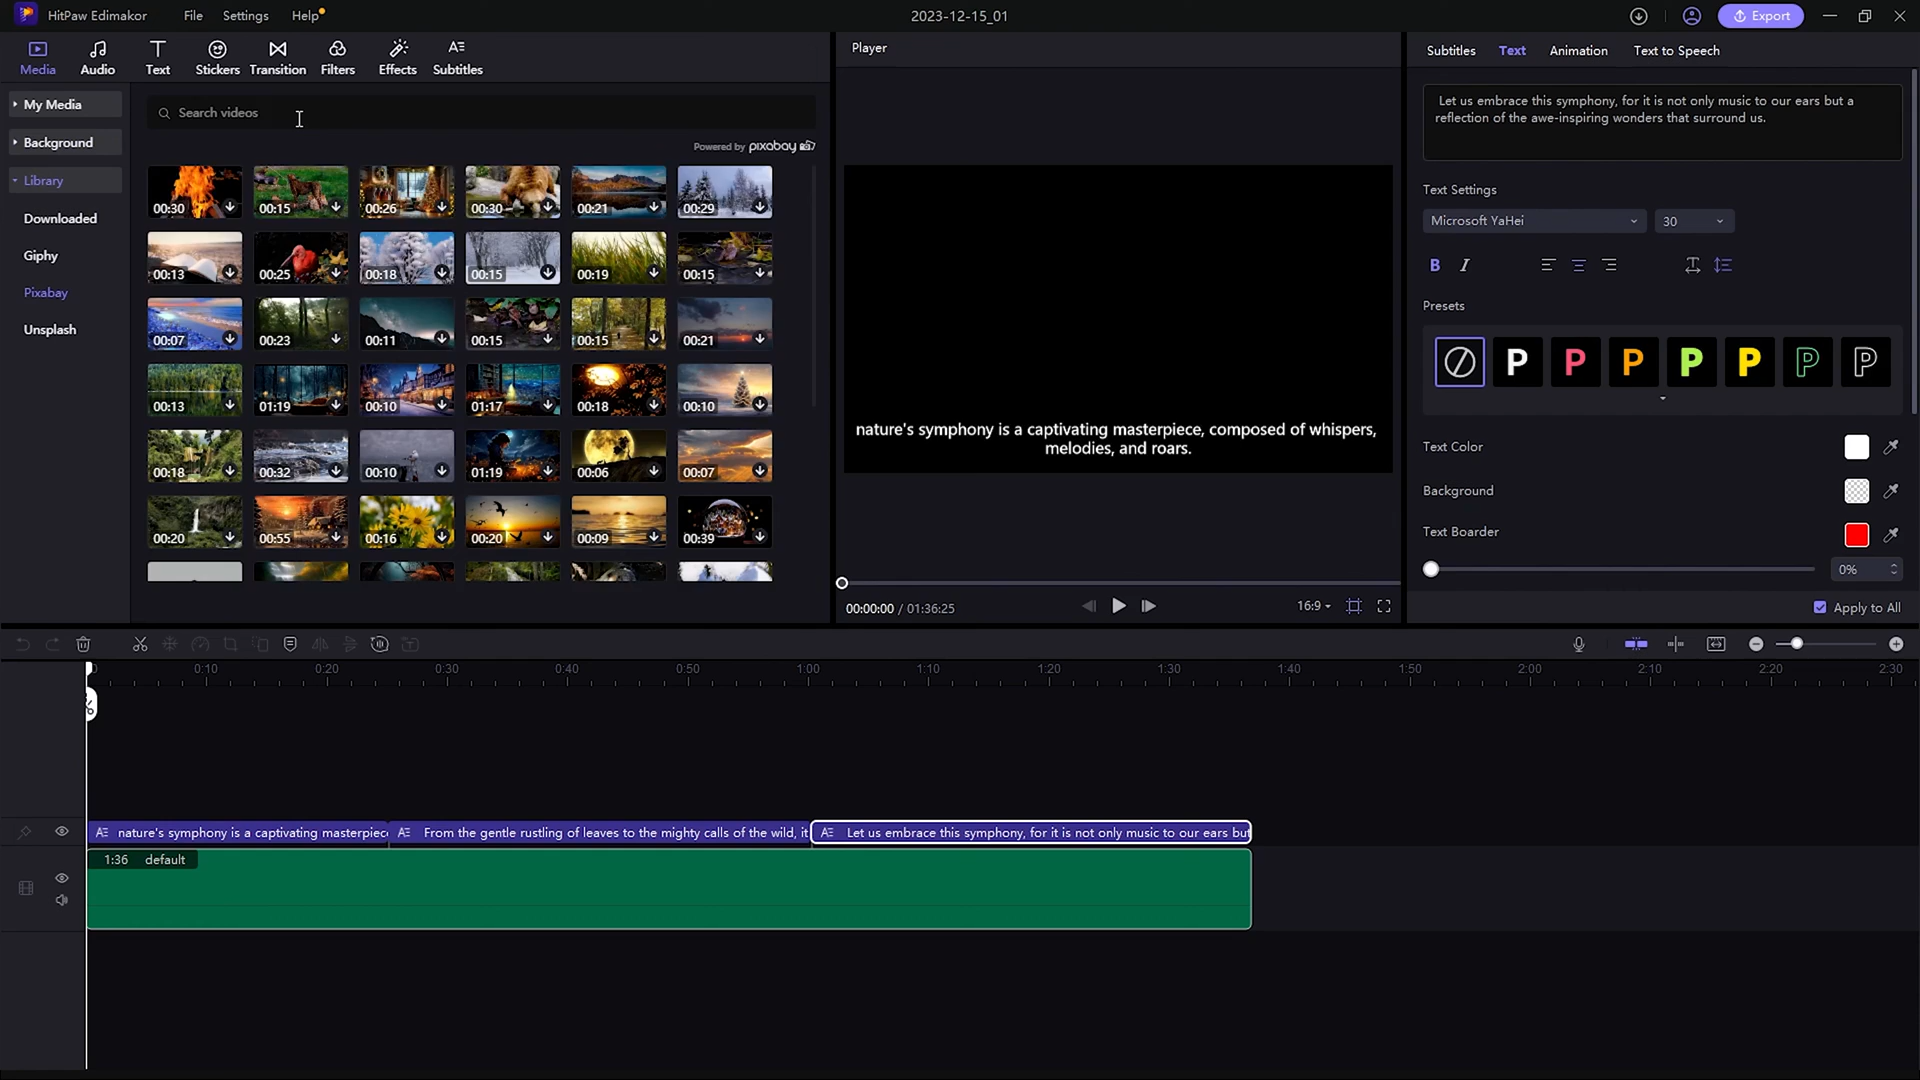 HitPaw Edimakor
File
Settings
Help
2023-12-15_01
Export
Media
Audio
Text
Stickers
Transition
Filters
Effects
Subtitles
My Media
Background
Library
Downloaded
Giphy
Pixabay
Unsplash
Search videos
Powered by pixabay
00:30
00:15
00:26
00:30
00:21
00:29
00:13
00:25
00:18
00:15
00:19
00:15
00:07
00:23
00:11
00:15
00:15
00:21
00:13
01:19
00:10
01:17
00:18
00:10
00:18
00:32
00:10
01:19
00:06
00:07
00:20
00:55
00:16
00:20
00:09
00:39
Player
nature's symphony is a captivating masterpiece, composed of whispers,
melodies, and roars.
00:00:00 / 01:36:25
16:9
Subtitles
Text
Animation
Text to Speech
Let us embrace this symphony, for it is not only music to our ears but a
reflection of the awe-inspiring wonders that surround us.
Text Settings
Microsoft YaHei
30
B
I
Presets
P
P
P
P
P
P
P
Text Color
Background
Text Boarder
0%
Apply to All
0:10
0:20
0:30
0:40
0:50
1:00
1:10
1:20
1:30
1:40
1:50
2:00
2:10
2:20
2:30
nature's symphony is a captivating masterpiec
From the gentle rustling of leaves to the mighty calls of the wild, it
Let us embrace this symphony, for it is not only music to our ears but
1:36 default